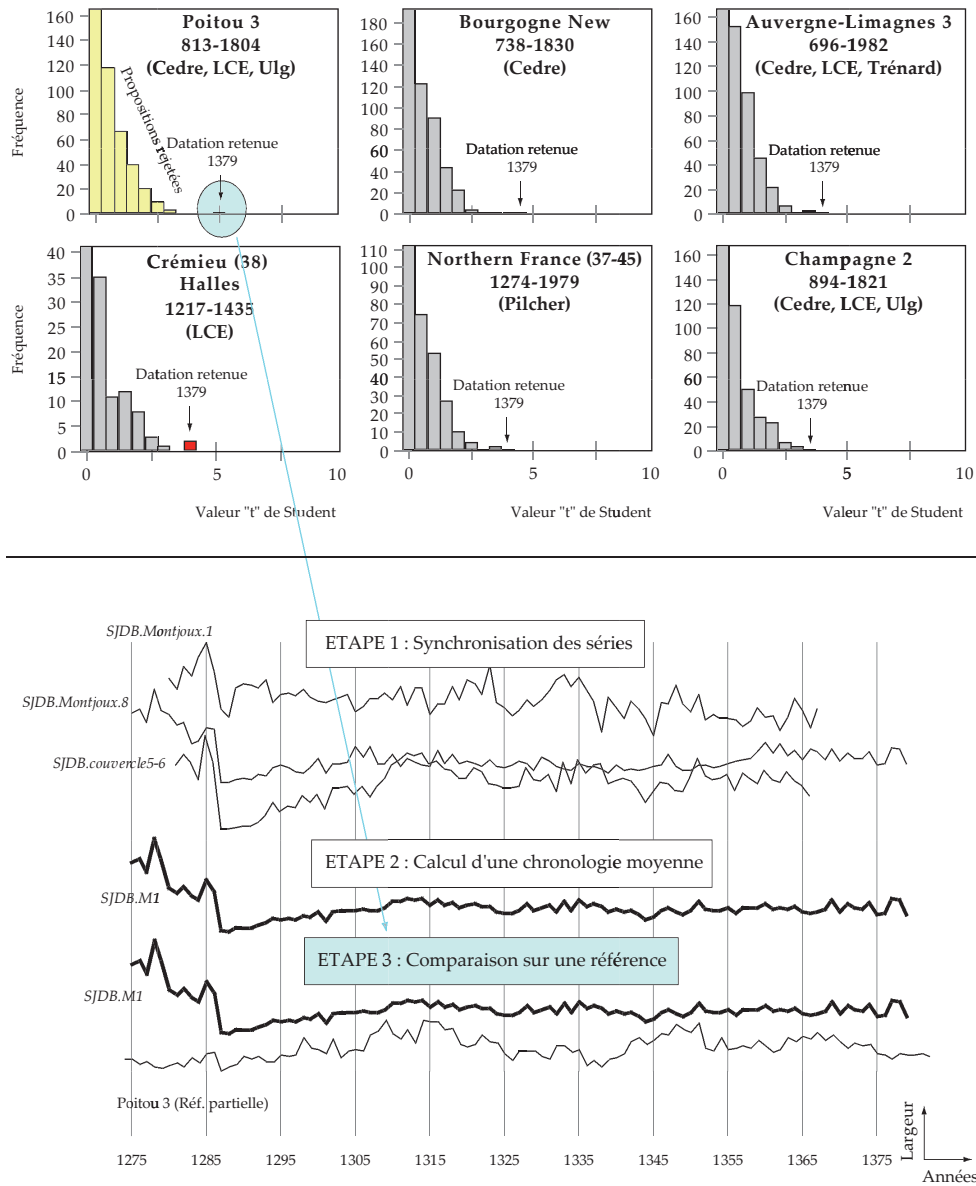 Poitou 3
813-1804
(Cedre, LCE, Ulg)
Propositions rejetées
Datation retenue
1379
Fréquence
160
140
120
100
80
60
40
20
0
Bourgogne New
738-1830
(Cedre)
Datation retenue
1379
180
160
140
120
100
80
60
40
20
0
Auvergne-Limagnes 3
696-1982
(Cedre, LCE, Trénard)
Datation retenue
1379
160
140
120
100
80
60
40
20
0
Crémieu (38)
Halles
1217-1435
(LCE)
Datation retenue
1379
Fréquence
40
35
30
25
20
15
10
5
0
0 5 10
Valeur "t" de Student
Northern France (37-45)
1274-1979
(Pilcher)
Datation retenue
1379
110
100
90
80
70
60
50
40
30
20
10
0
0 5 10
Valeur "t" de Student
Champagne 2
894-1821
(Cedre, LCE, Ulg)
Datation retenue
1379
160
140
120
100
80
60
40
20
0
0 5 10
Valeur "t" de Student
SJDB.Montjoux.1
ETAPE 1 : Synchronisation des séries
SJDB.Montjoux.8
SJDB.couvercle5-6
ETAPE 2 : Calcul d'une chronologie moyenne
SJDB.M1
ETAPE 3 : Comparaison sur une référence
SJDB.M1
Poitou 3 (Réf. partielle)
Largeur
1275 1285 1295 1305 1315 1325 1335 1345 1355 1365 1375
Années